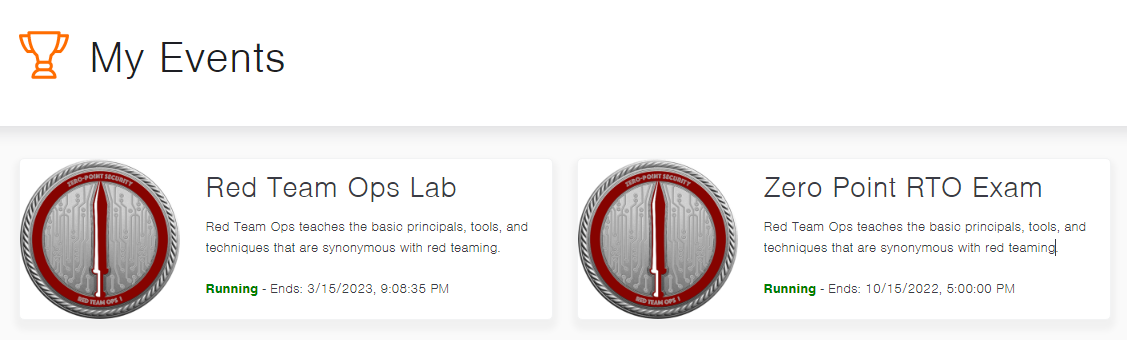 My Events
ZERO-POINT SECURITY
RED TEAM OPS 1
Red Team Ops Lab
Red Team Ops teaches the basic principals, tools, and
techniques that are synonymous with red teaming.
Running - Ends: 3/15/2023, 9:08:35 PM
ZERO-POINT SECURITY
RED TEAM OPS 1
Zero Point RTO Exam
Red Team Ops teaches the basic principals, tools, and
techniques that are synonymous with red teaming.
Running - Ends: 10/15/2022, 5:00:00 PM